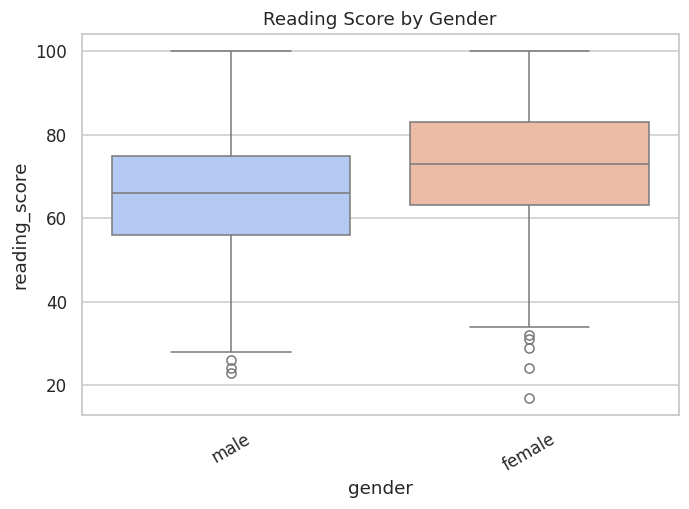 Reading Score by Gender
reading_score
100
80
60
40
20
male
female
gender